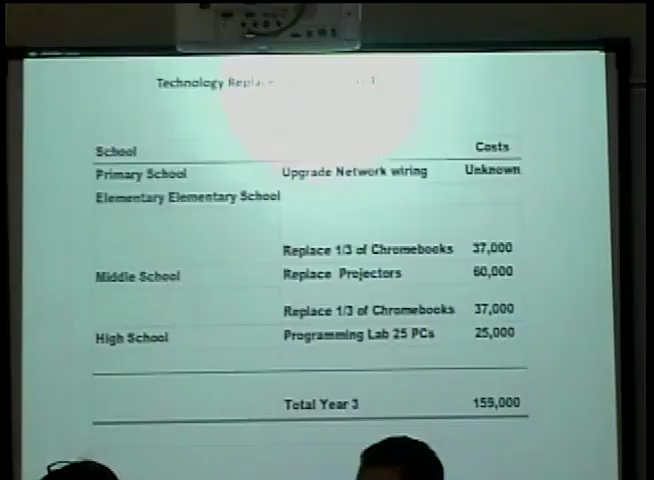 Technology
School Costs
Primary School Upgrade Network wiring Unknown
Elementary Elementary School
Replace 1/3 of Chromebooks 37,000
Middle School Replace Projectors 60,000
Replace 1/3 of Chromebooks 37,000
High School Programming Lab 25 PCs 25,000
Total Year 3 159,000